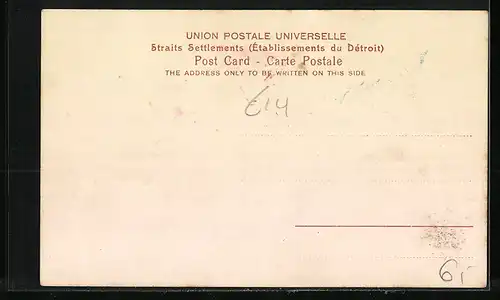 UNION POSTALE UNIVERSELLE
Straits Settlements (Établissements du Détroit)
Post Card - Carte Postale
THE ADDRESS ONLY TO BE WRITTEN ON THIS SIDE
614
6,-